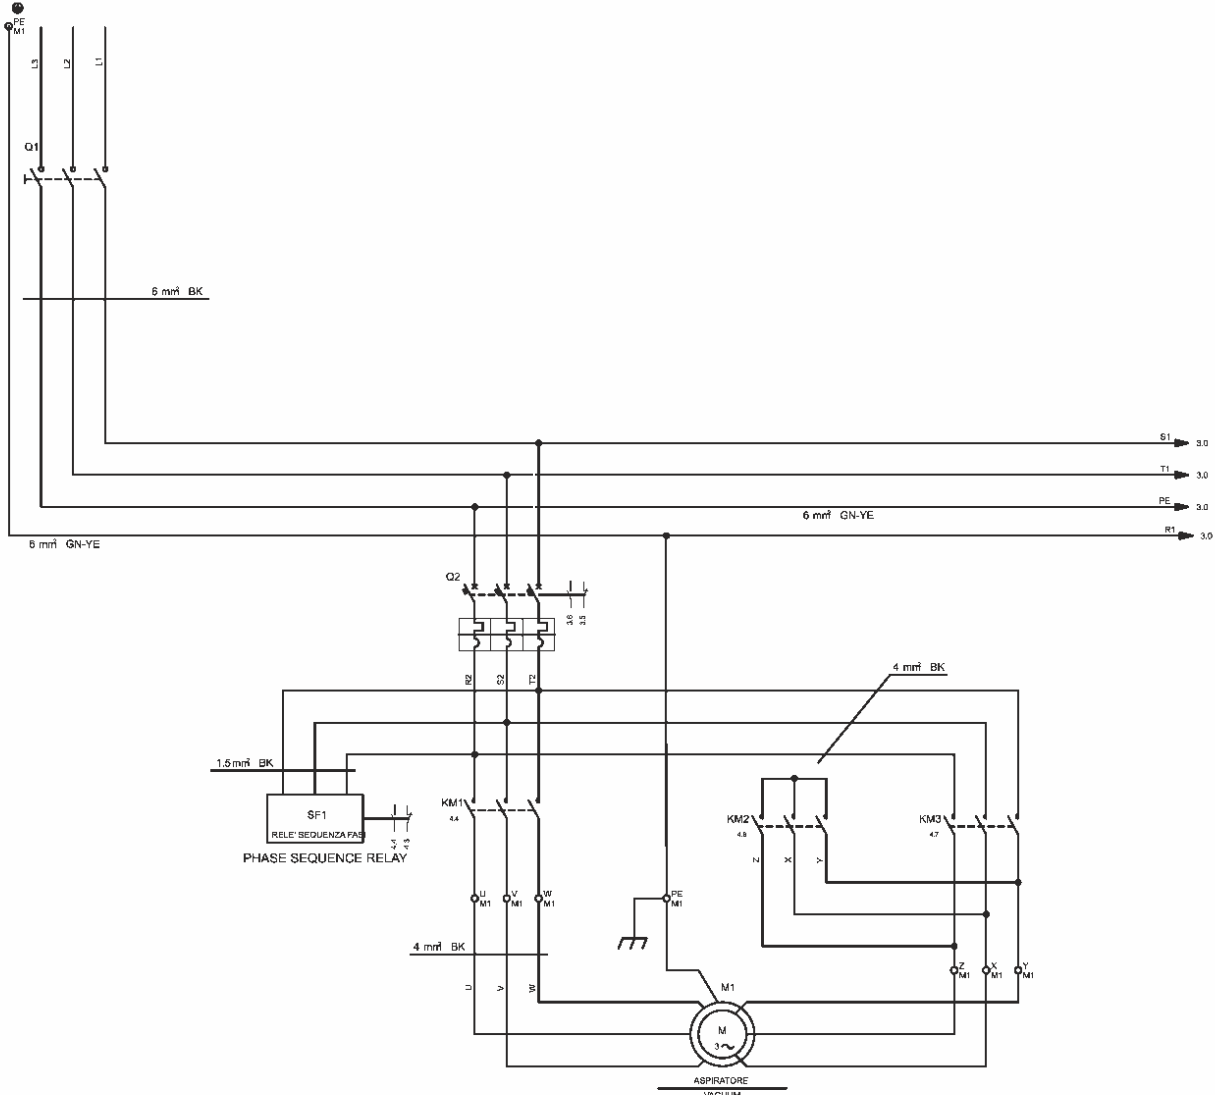 PE
M1
L3
L2
L1
Q1
6 mm² BK
S1 3.0
T1 3.0
PE 3.0
6 mm² GN-YE
R1 3.0
6 mm² GN-YE
Q2
3.6
3.5
R2
S2
T2
4 mm² BK
1.5mm² BK
SF1
RELE' SEQUENZA FASI
4.4
4.3
PHASE SEQUENCE RELAY
KM1
4.4
KM2
4.8
KM3
4.7
Z
X
Y
U
M1
V
M1
W
M1
PE
M1
4 mm² BK
Z
M1
X
M1
Y
M1
U
V
W
M1
M
3
ASPIRATORE
VACUUM